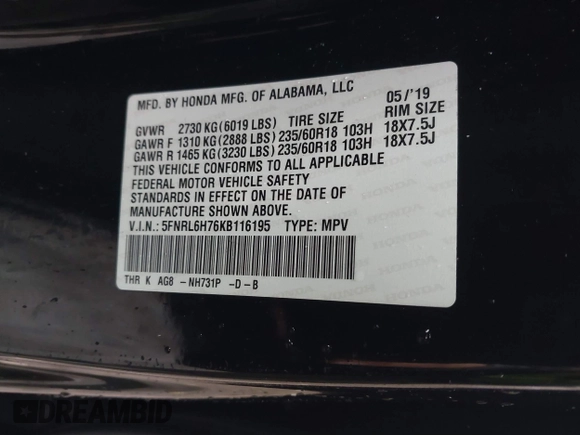 MFD. BY HONDA MFG. OF ALABAMA, LLC
05/'19
GVWR 2730 KG(6019 LBS) TIRE SIZE RIM SIZE
GAWR F 1310 KG(2888 LBS)235/60R18 103H 18X7.5J
GAWR R 1465 KG(3230 LBS)235/60R18 103H 18X7.5J
THIS VEHICLE CONFORMS TO ALL APPLICABLE
FEDERAL MOTOR VEHICLE SAFETY
STANDARDS IN EFFECT ON THE DATE OF
MANUFACTURE SHOWN ABOVE.
V.I.N.: 5FNRL6H76KB116195 TYPE: MPV
THR K AG8 -NH731P -D-B
DREAMBID